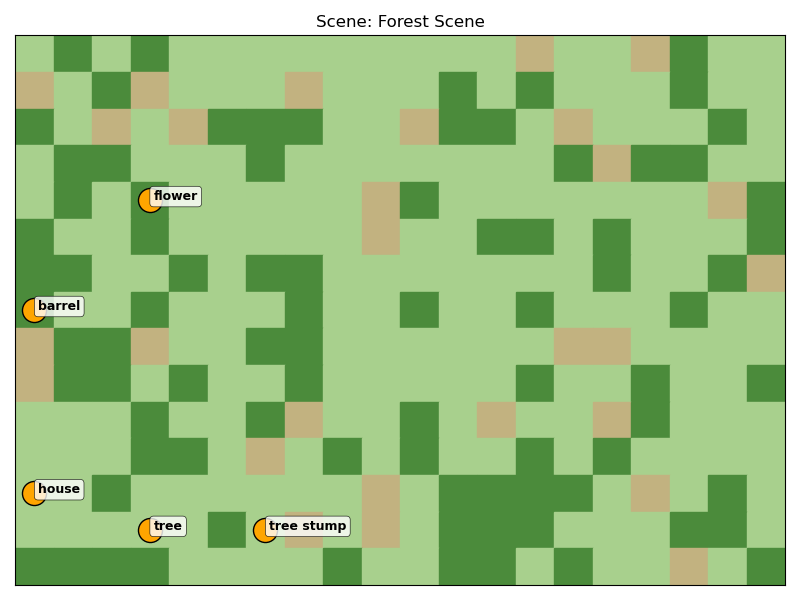 Scene: Forest Scene
flower
barrel
house
tree
tree stump